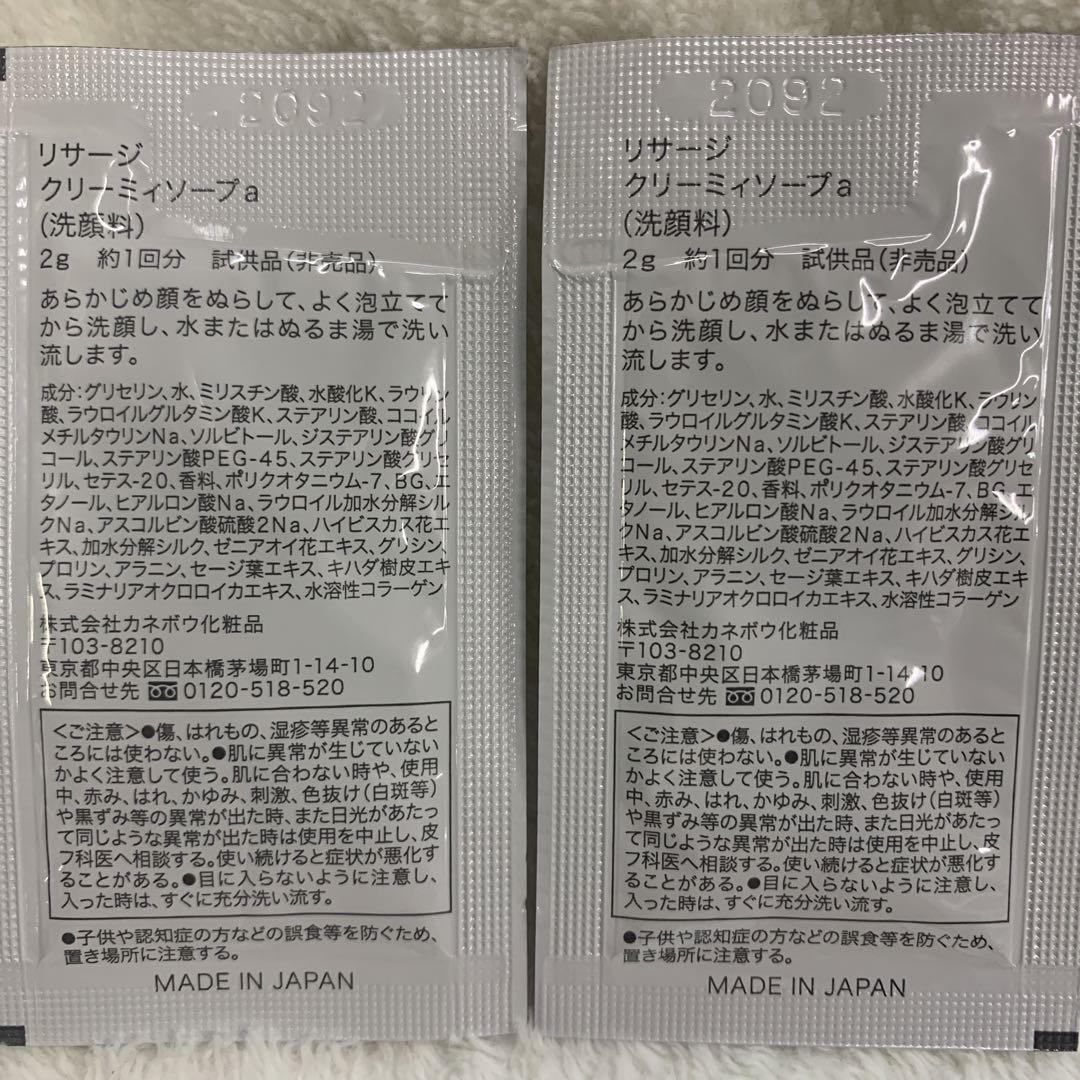 2092
リサージ
クリーミィソープa
(洗顔料)
2g 約1回分 試供品(非売品)
あらかじめ顔をぬらして、よく泡立てて
から洗顔し、水またはぬるま湯で洗い
流します。
成分:グリセリン、水、ミリスチン酸、水酸化K、ラウリン
酸、ラウロイルグルタミン酸K、ステアリン酸、ココイル
メチルタウリンNa、ソルビトール、ジステアリン酸グリ
コール、ステアリン酸PEG-45、ステアリン酸グリセ
リル、セテス-20、香料、ポリクオタニウム-7、BG、エ
タノール、ヒアルロン酸Na、ラウロイル加水分解シル
クNa、アスコルビン酸硫酸2Na、ハイビスカス花エ
キス、加水分解シルク、ゼニアオイ花エキス、グリシン、
プロリン、アラニン、セージ葉エキス、キハダ樹皮エキ
ス、ラミナリアオクロロイカエキス、水溶性コラーゲン
株式会社カネボウ化粧品
〒103-8210
東京都中央区日本橋茅場町1-14-10
お問合せ先 0120-518-520
<ご注意>●傷、はれもの、湿疹等異常のあると
ころには使わない。●肌に異常が生じていない
かよく注意して使う。肌に合わない時や、使用
中、赤み、はれ、かゆみ、刺激、色抜け(白斑等)
や黒ずみ等の異常が出た時、また日光があたっ
て同じような異常が出た時は使用を中止し、皮
フ科医へ相談する。使い続けると症状が悪化す
ることがある。●目に入らないように注意し、
入った時は、すぐに充分洗い流す。
●子供や認知症の方などの誤食等を防ぐため、
置き場所に注意する。
MADE IN JAPAN
2092
リサージ
クリーミィソープa
(洗顔料)
2g 約1回分 試供品(非売品)
あらかじめ顔をぬらして、よく泡立てて
から洗顔し、水またはぬるま湯で洗い
流します。
成分:グリセリン、水、ミリスチン酸、水酸化K、ラウリン
酸、ラウロイルグルタミン酸K、ステアリン酸、ココイル
メチルタウリンNa、ソルビトール、ジステアリン酸グリ
コール、ステアリン酸PEG-45、ステアリン酸グリセ
リル、セテス-20、香料、ポリクオタニウム-7、BG、エ
タノール、ヒアルロン酸Na、ラウロイル加水分解シル
クNa、アスコルビン酸硫酸2Na、ハイビスカス花エ
キス、加水分解シルク、ゼニアオイ花エキス、グリシン、
プロリン、アラニン、セージ葉エキス、キハダ樹皮エキ
ス、ラミナリアオクロロイカエキス、水溶性コラーゲン
株式会社カネボウ化粧品
〒103-8210
東京都中央区日本橋茅場町1-14-10
お問合せ先 0120-518-520
<ご注意>●傷、はれもの、湿疹等異常のあると
ころには使わない。●肌に異常が生じていない
かよく注意して使う。肌に合わない時や、使用
中、赤み、はれ、かゆみ、刺激、色抜け(白斑等)
や黒ずみ等の異常が出た時、また日光があたっ
て同じような異常が出た時は使用を中止し、皮
フ科医へ相談する。使い続けると症状が悪化す
ることがある。●目に入らないように注意し、
入った時は、すぐに充分洗い流す。
●子供や認知症の方などの誤食等を防ぐため、
置き場所に注意する。
MADE IN JAPAN